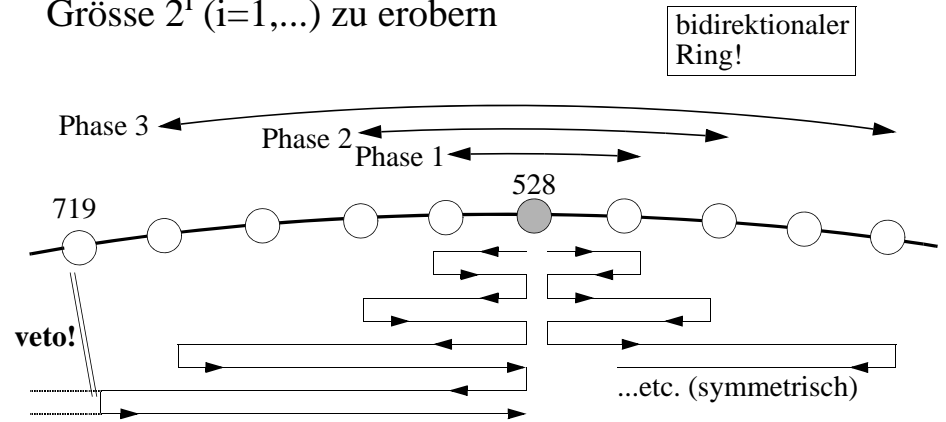 Grösse 2i (i=1,...) zu erobern
bidirektionaler
Ring!
Phase 3
Phase 2
Phase 1
528
719
veto!
...etc. (symmetrisch)